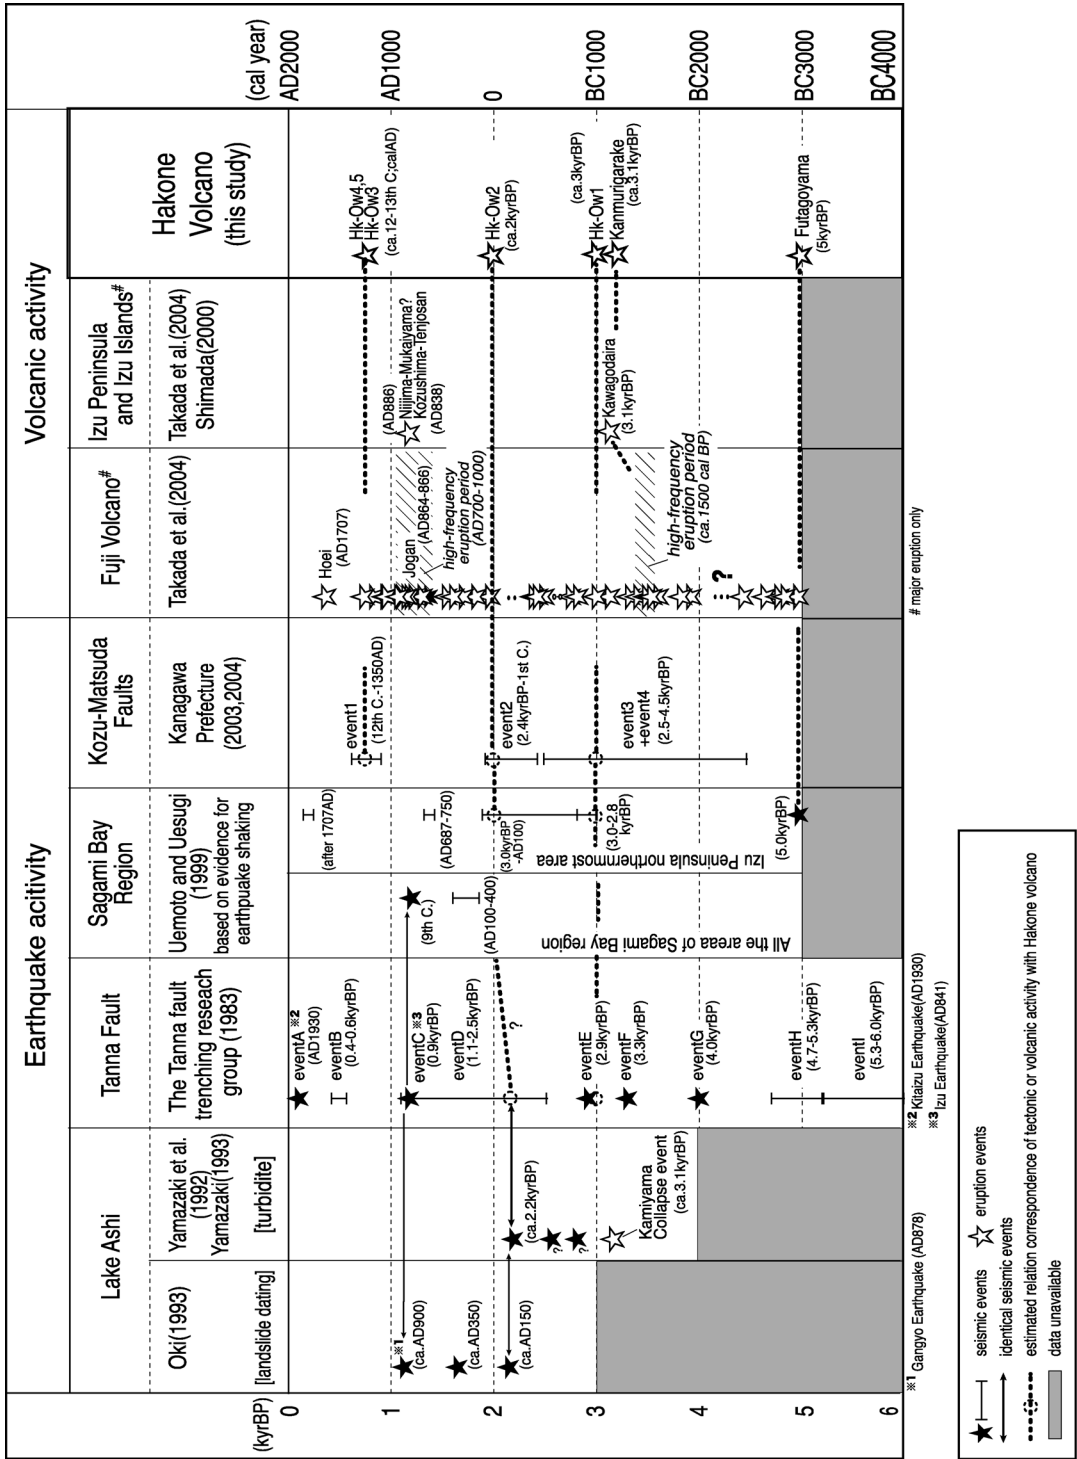 Earthquake acitivity
Volcanic activity
Lake Ashi
Tanna Fault
Sagami Bay
Region
Kozu-Matsuda
Faults
Fuji Volcano#
Izu Peninsula
and Izu Islands#
Hakone
Volcano
(this study)
Oki(1993)
[landslide dating]
Yamazaki et al.
(1992)
Yamazaki(1993)
[turbidite]
The Tanna fault
trenching reseach
group (1983)
Uemoto and Uesugi
(1999)
based on evidence for
earthpuake shaking
Kanagawa
Prefecture
(2003,2004)
Takada et al.(2004)
Takada et al.(2004)
Shimada(2000)
(kyrBP)
0
1
2
3
4
5
6
(cal year)
AD2000
AD1000
0
BC1000
BC2000
BC3000
BC4000
※1
(ca.AD900)
(ca.AD350)
(ca.AD150)
(ca.2.2kyrBP)
?
?
Kamiyama
Collapse event
(ca.3.1kyrBP)
eventA ※2
(AD1930)
eventB
(0.4-0.6kyrBP)
eventC ※3
(0.9kyrBP)
eventD
(1.1-2.5kyrBP)
?
eventE
(2.9kyrBP)
eventF
(3.3kyrBP)
eventG
(4.0kyrBP)
eventH
(4.7-5.3kyrBP)
eventI
(5.3-6.0kyrBP)
(9th C.)
(AD100-400)
All the areaa of Sagami Bay region
(after 1707AD)
(AD687-750)
(3.0kyrBP
-AD100)
(3.0-2.8
kyrBP)
Izu Peninsula northernmost area
(5.0kyrBP)
event1
(12th C.-1350AD)
event2
(2.4kyrBP-1st C.)
event3
+event4
(2.5-4.5kyrBP)
Hoei
(AD1707)
Jogan
(AD864-866)
high-frequency
eruption period
(AD700-1000)
high-frequency
eruption period
(ca.1500 cal BP)
?
(AD886)
Niijima-Mukaiyama?
Kozushima-Tenjosan
(AD838)
Kawagodaira
(3.1kyrBP)
Hk-Ow4,5
Hk-Ow3
(ca.12-13th C;calAD)
Hk-Ow2
(ca.2kyrBP)
(ca.3kyrBP)
Hk-Ow1
Kanmurigarake
(ca.3.1kyrBP)
Futagoyama
(5kyrBP)
※1 Gangyo Earthquake (AD878)
※2 Kitaizu Earthquake(AD1930)
※3 Izu Earthquake(AD841)
# major eruption only
seismic events
eruption events
identical seismic events
estimated relation correspondence of tectonic or volcanic activity with Hakone volcano
data unavailable